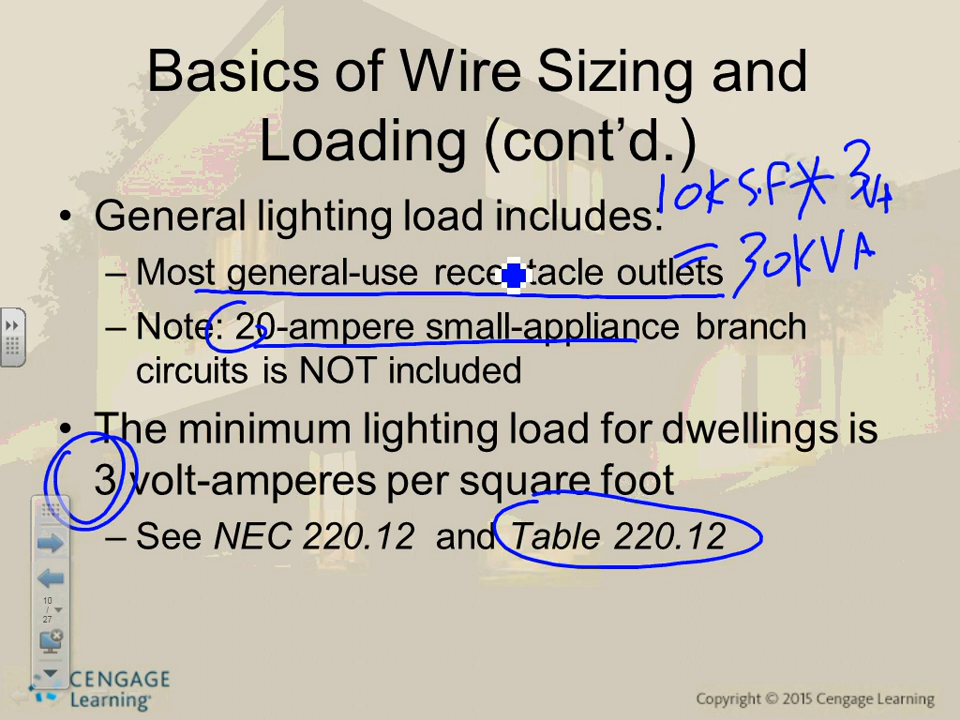 Basics of Wire Sizing and
Loading (cont’d.)
10K S.F * 3
= 30KVA
• General lighting load includes:
– Most general-use receptacle outlets
– Note: 20-ampere small-appliance branch
circuits is NOT included
• The minimum lighting load for dwellings is
3 volt-amperes per square foot
– See NEC 220.12 and Table 220.12
10
/
27
CENGAGE
Learning
Copyright © 2015 Cengage Learning